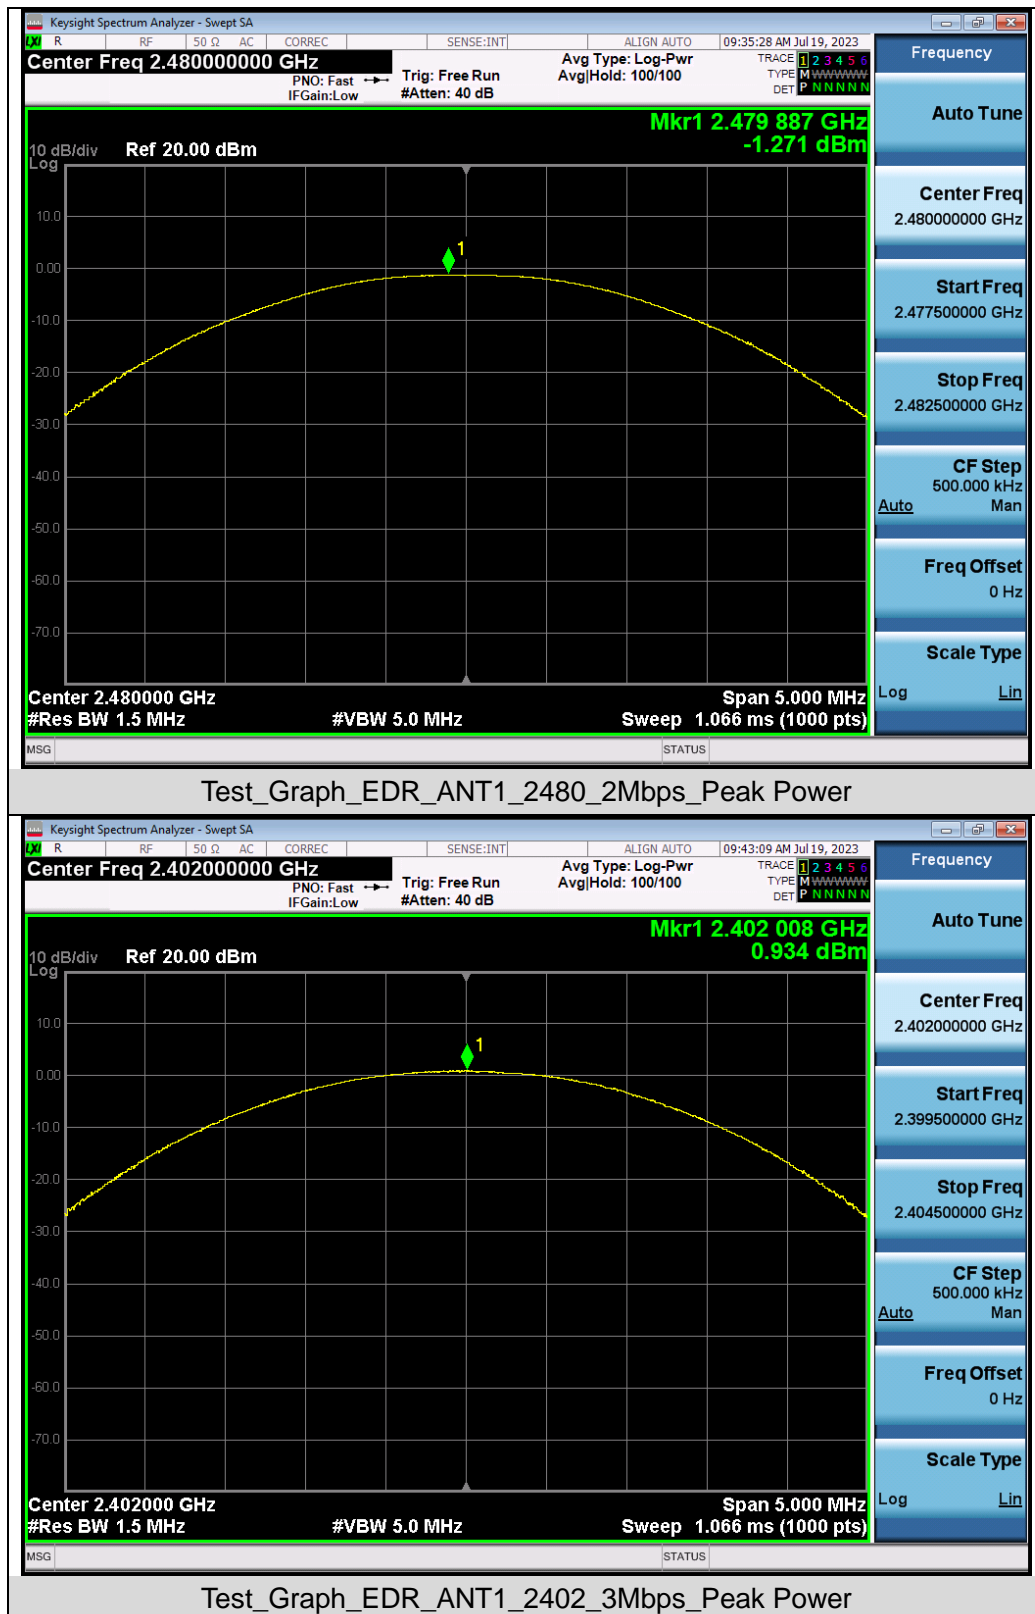 Keysight Spectrum Analyzer - Swept SA
LXI R RF 50 Ω AC CORREC SENSE:INT ALIGN AUTO 09:35:28 AM Jul 19, 2023
Center Freq 2.480000000 GHz
PNO: Fast
IFGain:Low
Trig: Free Run
#Atten: 40 dB
Avg Type: Log-Pwr
Avg|Hold: 100/100
TRACE 1 2 3 4 5 6
TYPE M WWWWW
DET P N N N N N
Mkr1 2.479 887 GHz
-1.271 dBm
10 dB/div Ref 20.00 dBm
Log
10.0
1
0.00
-10.0
-20.0
-30.0
-40.0
-50.0
-60.0
-70.0
Center 2.480000 GHz Span 5.000 MHz
#Res BW 1.5 MHz #VBW 5.0 MHz Sweep 1.066 ms (1000 pts)
MSG STATUS
Frequency
Auto Tune
Center Freq
2.480000000 GHz
Start Freq
2.477500000 GHz
Stop Freq
2.482500000 GHz
CF Step
500.000 kHz
Auto Man
Freq Offset
0 Hz
Scale Type
Log Lin
Test_Graph_EDR_ANT1_2480_2Mbps_Peak Power
Keysight Spectrum Analyzer - Swept SA
LXI R RF 50 Ω AC CORREC SENSE:INT ALIGN AUTO 09:43:09 AM Jul 19, 2023
Center Freq 2.402000000 GHz
PNO: Fast
IFGain:Low
Trig: Free Run
#Atten: 40 dB
Avg Type: Log-Pwr
Avg|Hold: 100/100
TRACE 1 2 3 4 5 6
TYPE M WWWWW
DET P N N N N N
Mkr1 2.402 008 GHz
0.934 dBm
10 dB/div Ref 20.00 dBm
Log
10.0
1
0.00
-10.0
-20.0
-30.0
-40.0
-50.0
-60.0
-70.0
Center 2.402000 GHz Span 5.000 MHz
#Res BW 1.5 MHz #VBW 5.0 MHz Sweep 1.066 ms (1000 pts)
MSG STATUS
Frequency
Auto Tune
Center Freq
2.402000000 GHz
Start Freq
2.399500000 GHz
Stop Freq
2.404500000 GHz
CF Step
500.000 kHz
Auto Man
Freq Offset
0 Hz
Scale Type
Log Lin
Test_Graph_EDR_ANT1_2402_3Mbps_Peak Power